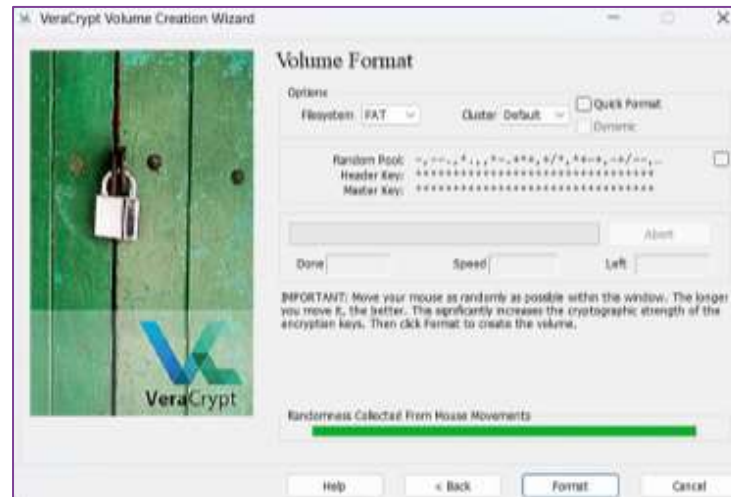 VeraCrypt Volume Creation Wizard
Volume Format
Options
Filesystem FAT Cluster Default Quick Format
Dynamic
Random Pool: -,--.,*.,,*-.+*+,+/*,*+-+,-+/--,..
Header Key: *********************************
Master Key: *********************************
Abort
Done Speed Left
IMPORTANT: Move your mouse as randomly as possible within this window. The longer
you move it, the better. This significantly increases the cryptographic strength of the
encryption keys. Then click Format to create the volume.
VeraCrypt
Randomness Collected From Mouse Movements
Help < Back Format Cancel